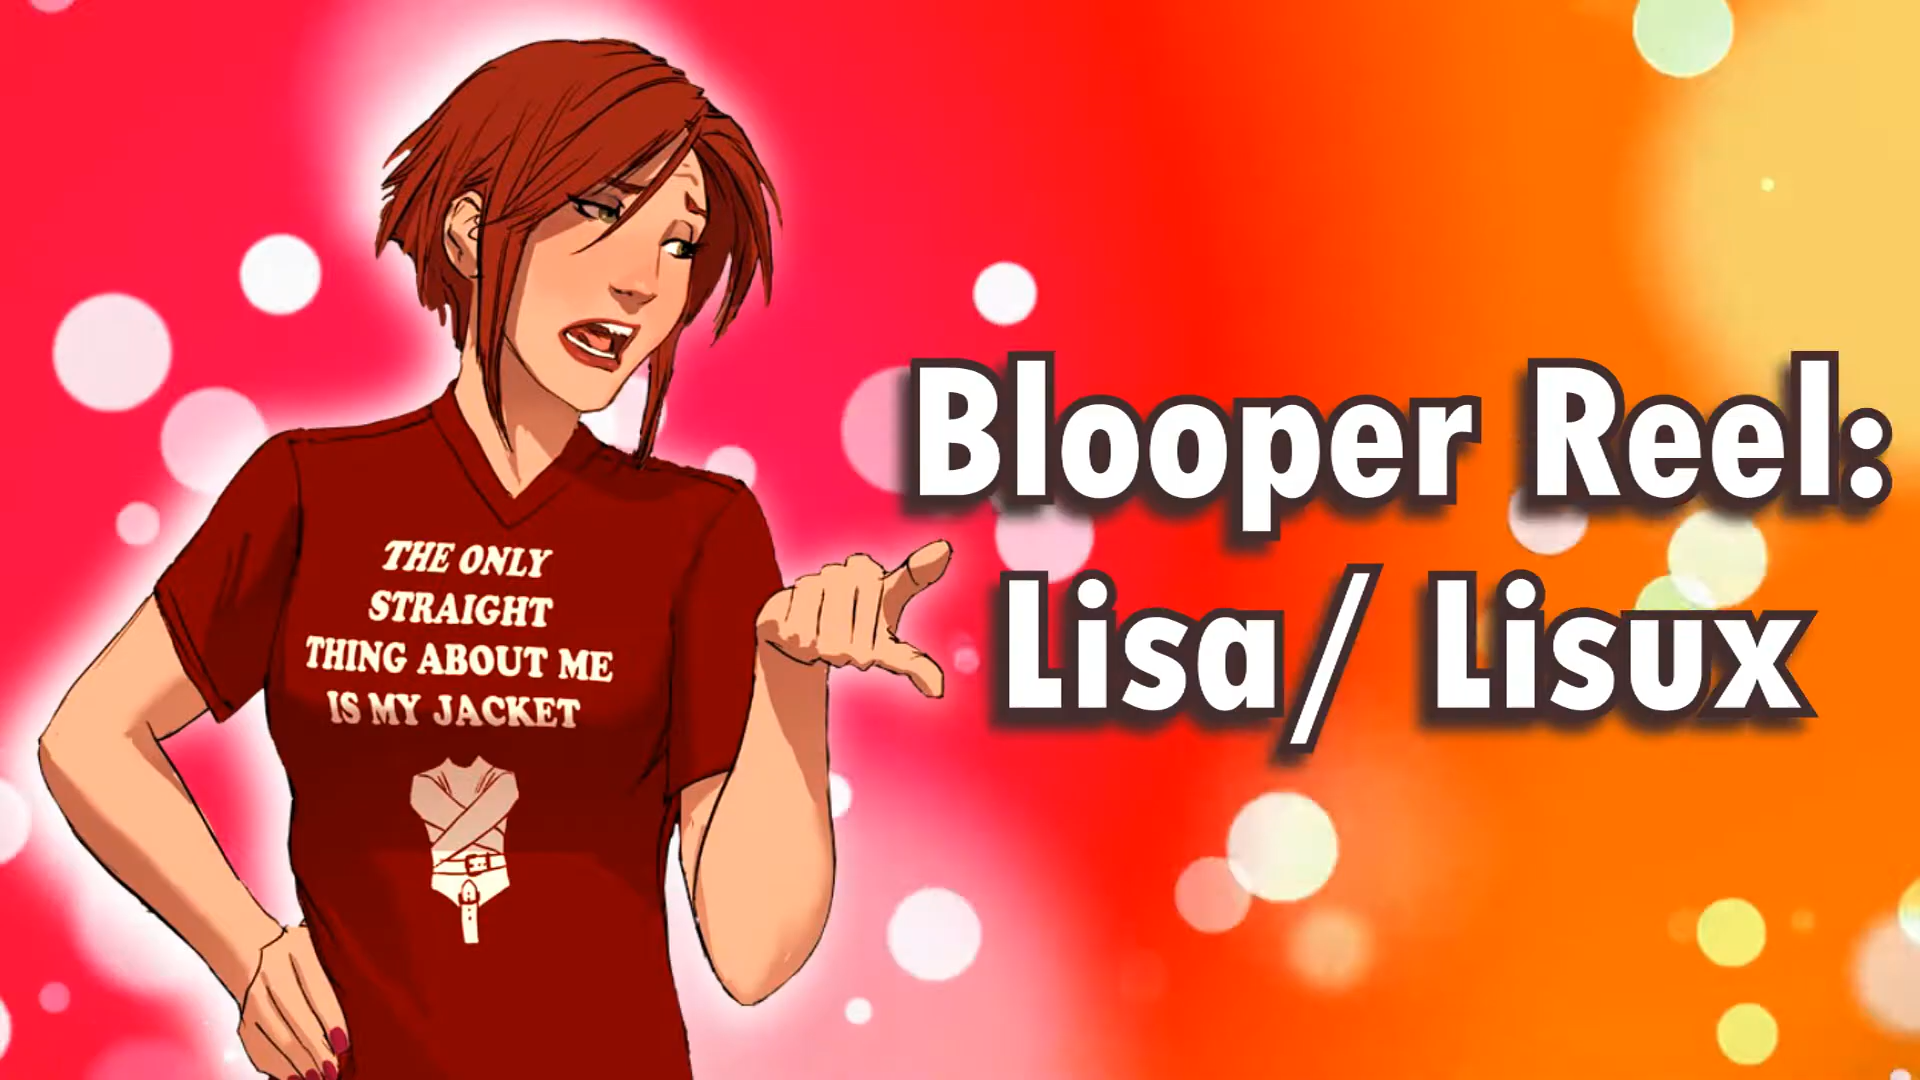 THE ONLY
STRAIGHT
THING ABOUT ME
IS MY JACKET
Blooper Reel:
Lisa/ Lisux